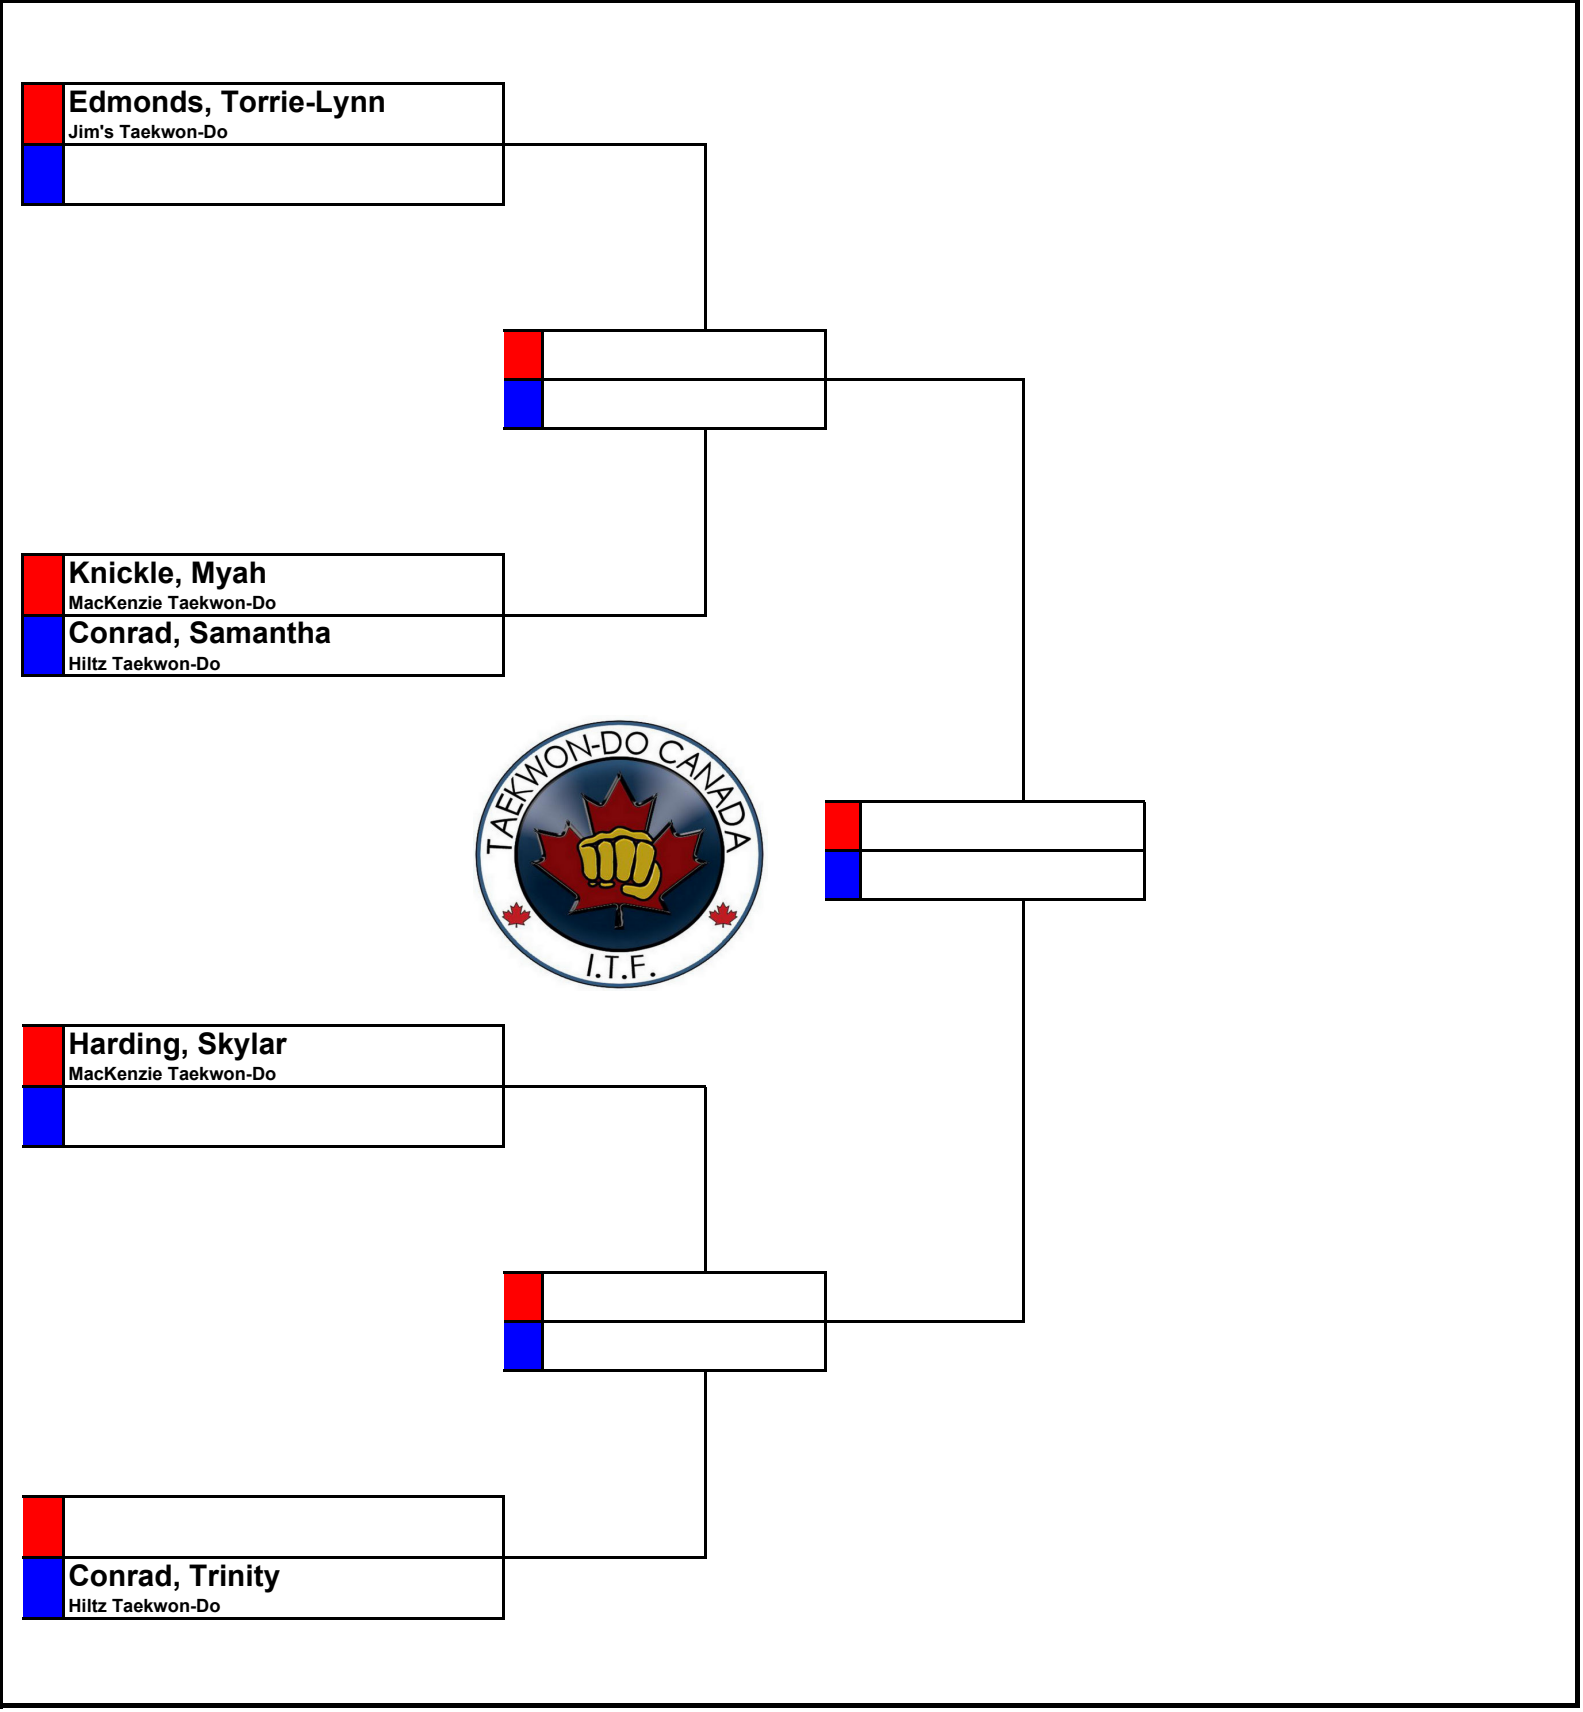 Edmonds, Torrie-Lynn
Jim's Taekwon-Do
Knickle, Myah
MacKenzie Taekwon-Do
Conrad, Samantha
Hiltz Taekwon-Do
TAEKWON-DO CANADA
I.T.F.
Harding, Skylar
MacKenzie Taekwon-Do
Conrad, Trinity
Hiltz Taekwon-Do